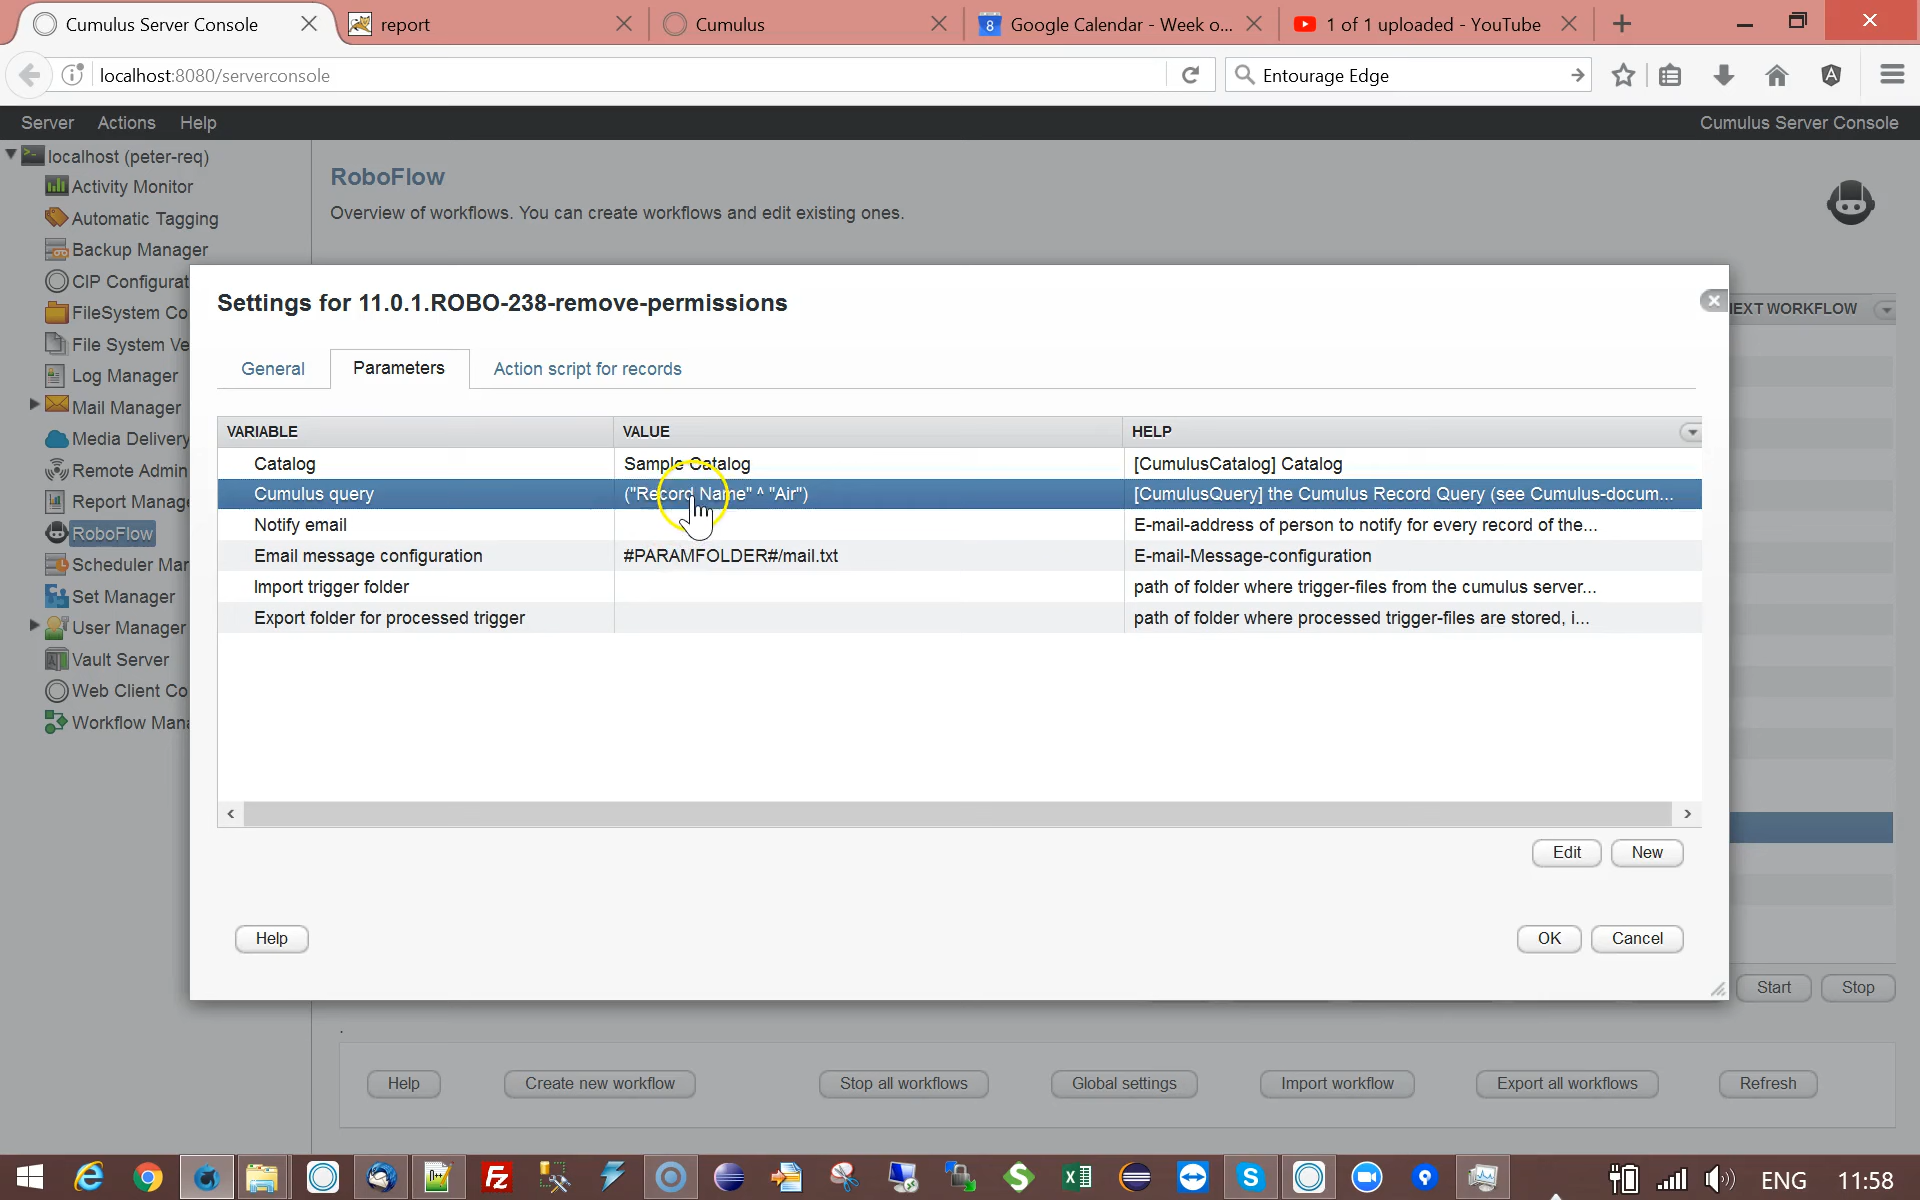 Cumulus Server Console
report
Cumulus
8
Google Calendar - Week o...
1 of 1 uploaded - YouTube
localhost:8080/serverconsole
Entourage Edge
Server Actions Help
Cumulus Server Console
localhost (peter-req)
Activity Monitor
Automatic Tagging
Backup Manager
CIP Configurat
FileSystem Co
File System Ve
Log Manager
Mail Manager
Media Delivery
Remote Admin
Report Manage
RoboFlow
Scheduler Mar
Set Manager
User Manager
Vault Server
Web Client Co
Workflow Mana
RoboFlow
Overview of workflows. You can create workflows and edit existing ones.
EXT WORKFLOW
Settings for 11.0.1.ROBO-238-remove-permissions
General Parameters Action script for records
VARIABLE VALUE HELP
Catalog Sample Catalog [CumulusCatalog] Catalog
Cumulus query ("Record Name" ^ "Air") [CumulusQuery] the Cumulus Record Query (see Cumulus-docum...
Notify email E-mail-address of person to notify for every record of the...
Email message configuration #PARAMFOLDER#/mail.txt E-mail-Message-configuration
Import trigger folder path of folder where trigger-files from the cumulus server...
Export folder for processed trigger path of folder where processed trigger-files are stored, i...
Edit New
Help OK Cancel
Start Stop
.
Help Create new workflow Stop all workflows Global settings Import workflow Export all workflows Refresh
ENG 11:58